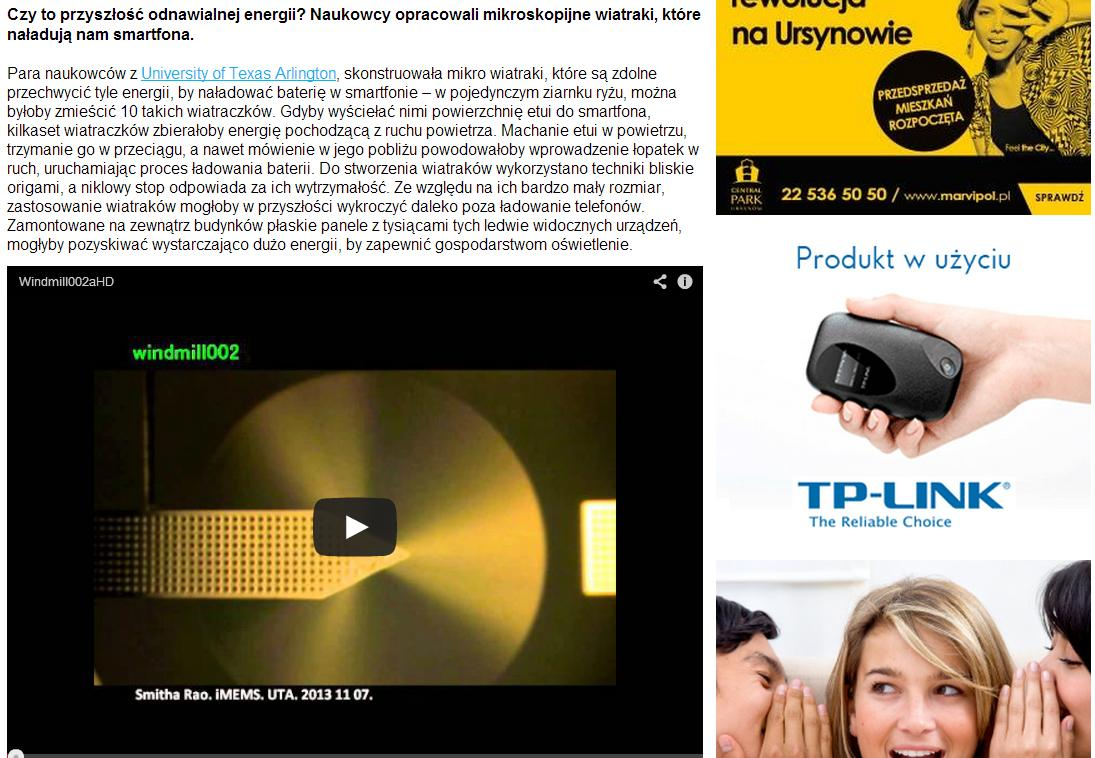 Czy to przyszłość odnawialnej energii? Naukowcy opracowali mikroskopijne wiatraki, które
naładują nam smartfona.
Para naukowców z University of Texas Arlington, skonstruowała mikro wiatraki, które są zdolne
przechwycić tyle energii, by naładować baterię w smartfonie – w pojedynczym ziarnku ryżu, można
byłoby zmieścić 10 takich wiatraczków. Gdyby wyściełać nimi powierzchnię etui do smartfona,
kilkaset wiatraczków zbierałoby energię pochodzącą z ruchu powietrza. Machanie etui w powietrzu,
trzymanie go w przeciągu, a nawet mówienie w jego pobliżu powodowałoby wprowadzenie łopatek w
ruch, uruchamiając proces ładowania baterii. Do stworzenia wiatraków wykorzystano techniki bliskie
origami, a niklowy stop odpowiada za ich wytrzymałość. Ze względu na ich bardzo mały rozmiar,
zastosowanie wiatraków mogłoby w przyszłości wykroczyć daleko poza ładowanie telefonów.
Zamontowane na zewnątrz budynków płaskie panele z tysiącami tych ledwie widocznych urządzeń,
mogłyby pozyskiwać wystarczająco dużo energii, by zapewnić gospodarstwom oświetlenie.
Windmill002aHD
windmill002
Smitha Rao. iMEMS. UTA. 2013 11 07.
rewolucja
na Ursynowie
PRZEDSPRZEDAŻ
MIESZKAŃ
ROZPOCZĘTA
Feel the City...
CENTRAL
PARK
URSYNÓW
22 536 50 50 / www.marvipol.pl
SPRAWDŹ
Produkt w użyciu
TP-LINK
TP-LINK®
The Reliable Choice